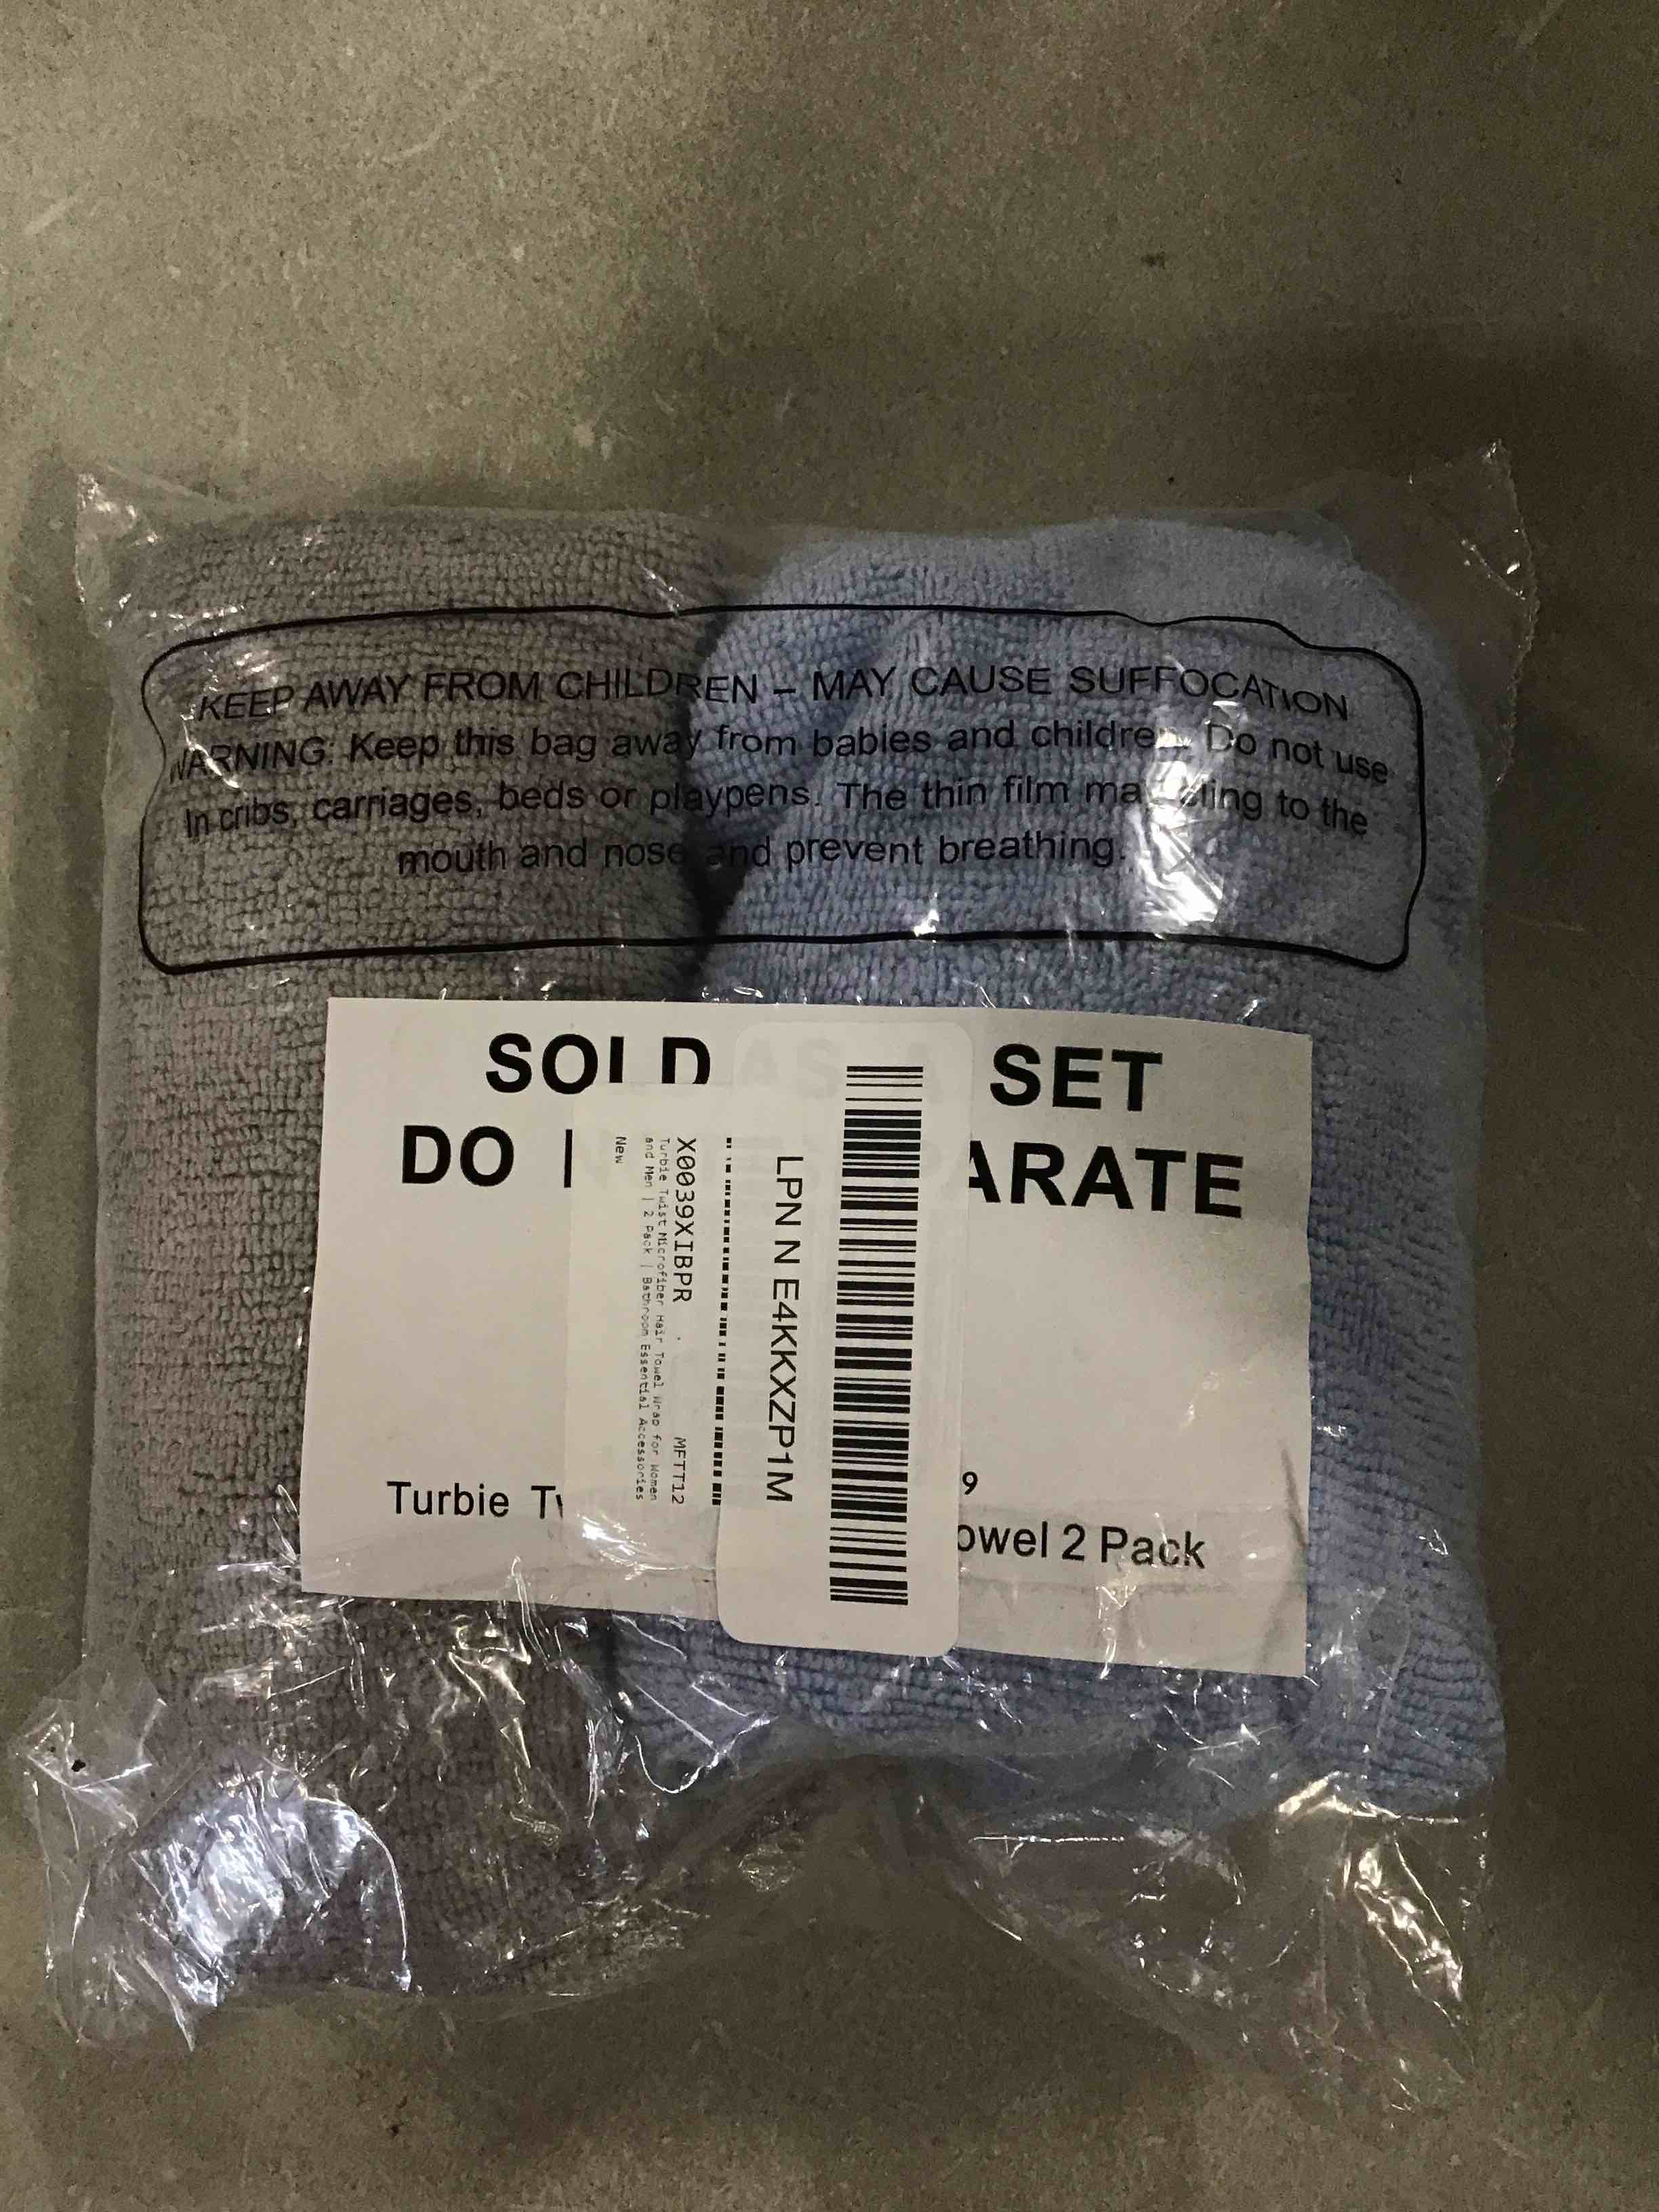 KEEP AWAY FROM CHILDREN – MAY CAUSE SUFFOCATION
WARNING: Keep this bag away from babies and children. Do not use
In cribs, carriages, beds or playpens. The thin film may cling to the
mouth and nose and prevent breathing.
SOLD AS A SET
DO NOT SEPARATE
LPN N E4KKXZP1M
X0039XIBPR MFTT12
Turbie Twist Microfiber Hair Towel Wrap for Women
and Men | 2 Pack | Bathroom Essential Accessories
New
9
Turbie Tw owel 2 Pack